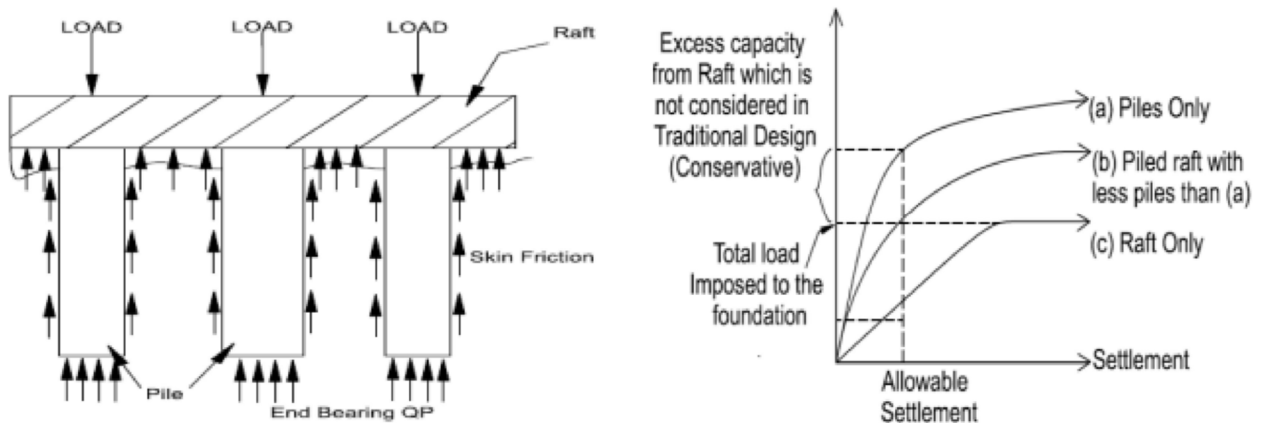 LOAD
LOAD
LOAD
Raft
Skin Friction
Pile
End Bearing QP
Excess capacity
from Raft which is
not considered in
Traditional Design
(Conservative)
Total load
Imposed to the
foundation
(a) Piles Only
(b) Piled raft with
less piles than (a)
(c) Raft Only
Settlement
Allowable
Settlement